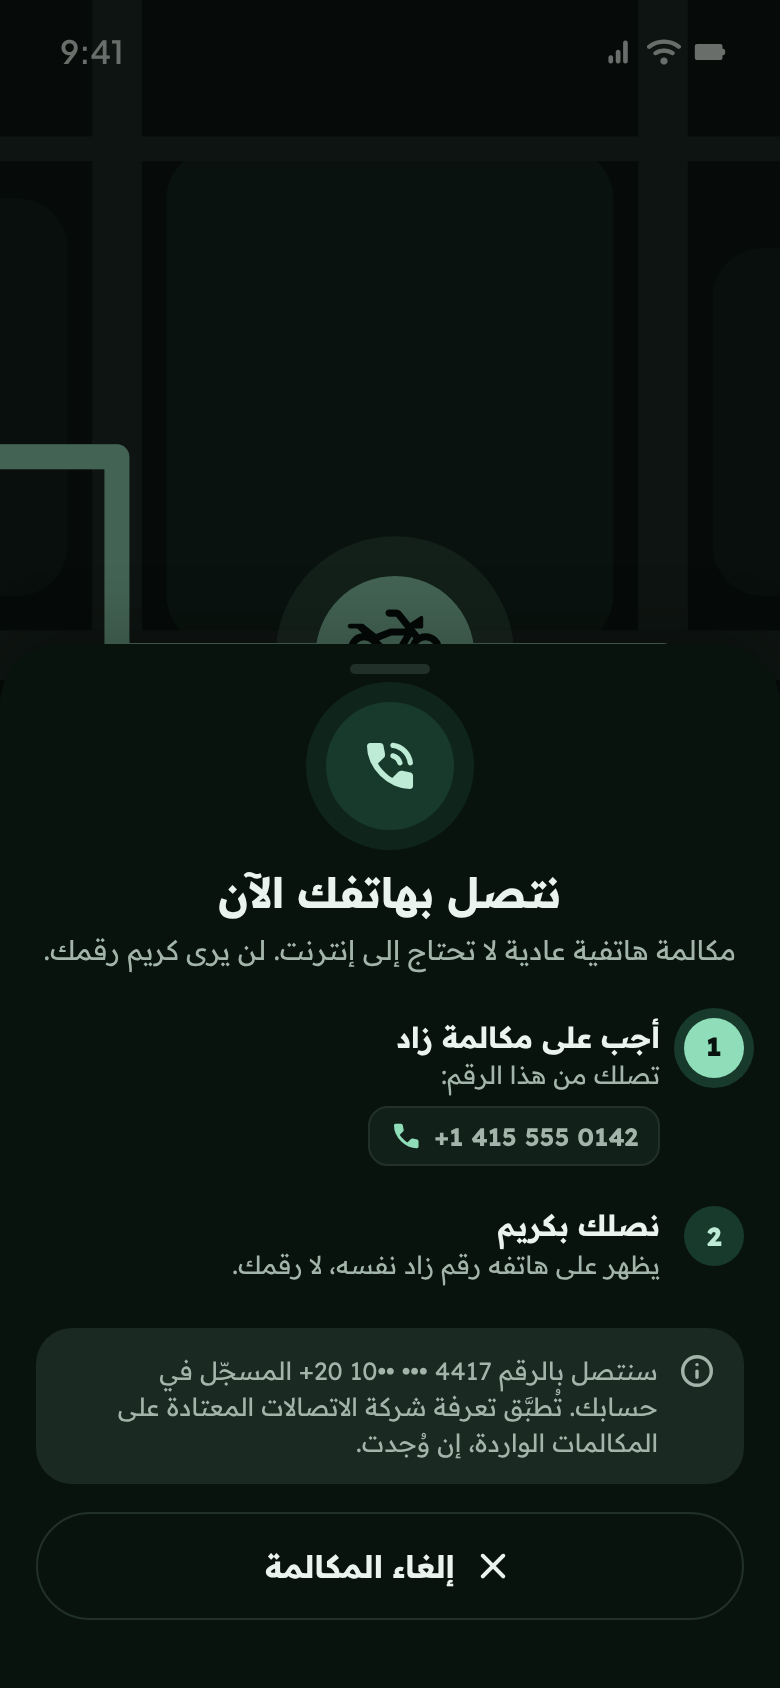 9:41
نتصل بهاتفك الآن
مكالمة هاتفية عادية لا تحتاج إلى إنترنت. لن يرى كريم رقمك.
1
أجب على مكالمة زاد
تصلك من هذا الرقم:
+1 415 555 0142
2
نصلك بكريم
يظهر على هاتفه رقم زاد نفسه، لا رقمك.
سنتصل بالرقم ‎+20 10•• ••• 4417‎ المسجّل في
حسابك. تُطبَّق تعرفة شركة الاتصالات المعتادة على
المكالمات الواردة، إن وُجدت.
إلغاء المكالمة